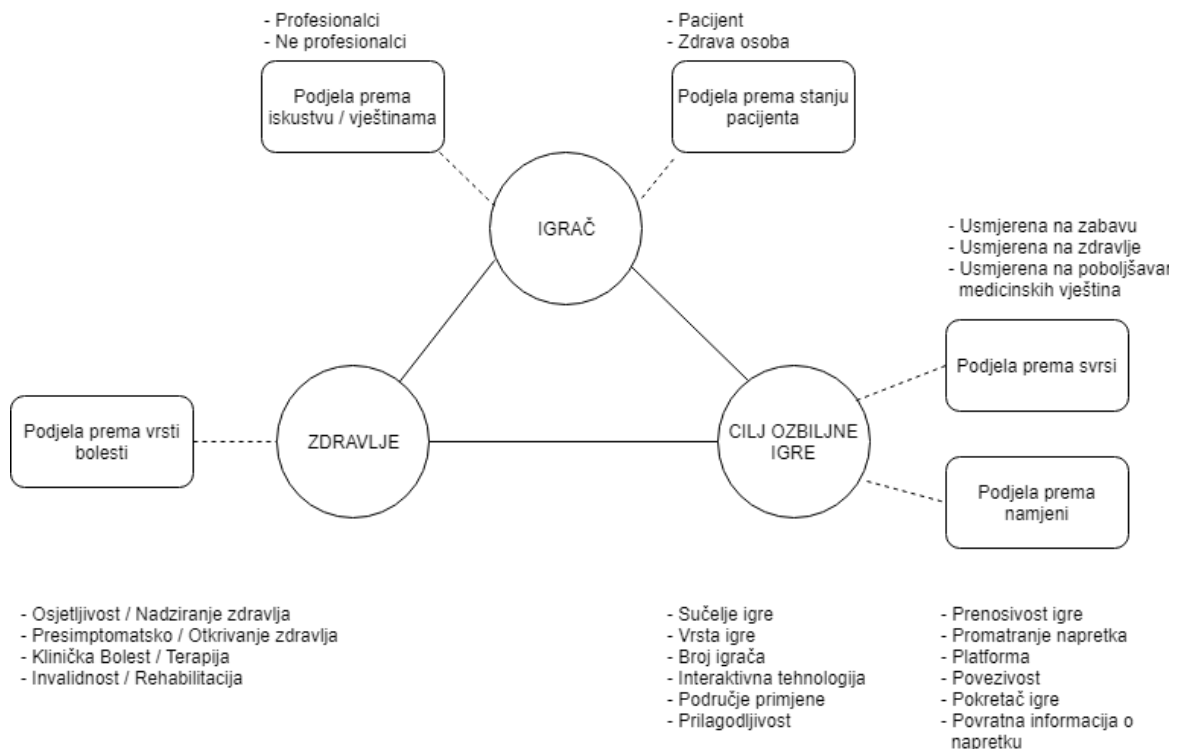 - Profesionalci
- Ne profesionalci
- Pacijent
- Zdrava osoba
Podjela prema
iskustvu / vještinama
Podjela prema stanju
pacijenta
IGRAČ
- Usmjerena na zabavu
- Usmjerena na zdravlje
- Usmjerena na
medicinskih vještina
Podjela prema svrsi
Podjela prema vrsti
bolesti
ZDRAVLJE
CILJ OZBILJNE
IGRE
Podjela prema
namjeni
- Osjetljivost / Nadziranje zdravlja
- Presimptomatsko / Otkrivanje zdravlja
- Klinička Bolest / Terapija
- Invalidnost / Rehabilitacija
- Sučelje igre
- Vrsta igre
- Broj igrača
- Interaktivna tehnologija
- Područje primjene
- Prilagodljivost
- Prenosivost igre
- Promatranje napretka
- Platforma
- Povezivost
- Pokretač igre
- Povratna informacija o
napretku